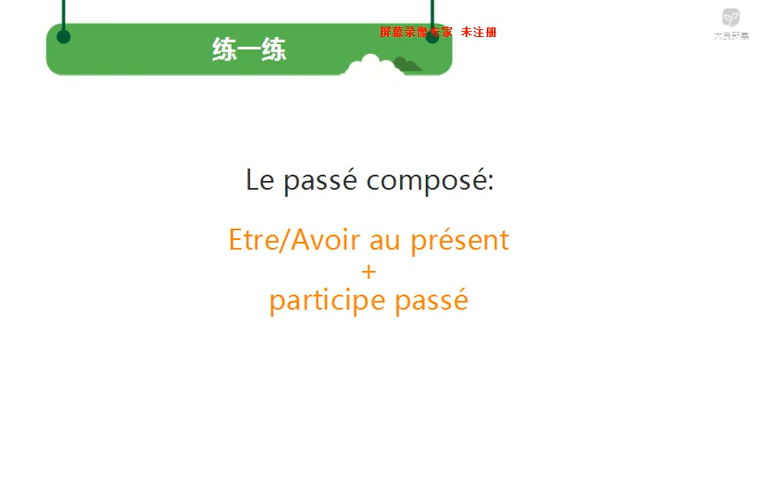 屏幕录像专家 未注册
练一练
Le passé composé:
Etre/Avoir au présent
+
participe passé